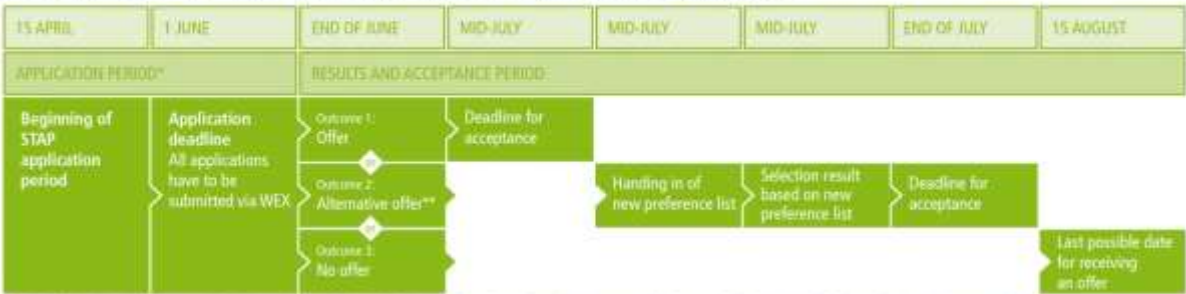 15 APRIL
1 JUNE
END OF JUNE
MID-JULY
MID-JULY
MID-JULY
END OF JULY
15 AUGUST
APPLICATION PERIOD*
RESULTS AND ACCEPTANCE PERIOD
Beginning of
STAP
application
period
Application
deadline
All applications
have to be
submitted via WEX
Outcome 1:
Offer
or
Outcome 2:
Alternative offer**
or
Outcome 3:
No offer
Deadline for
acceptance
Handing in of
new preference list
Selection result
based on new
preference list
Deadline for
acceptance
Last possible date
for receiving
an offer